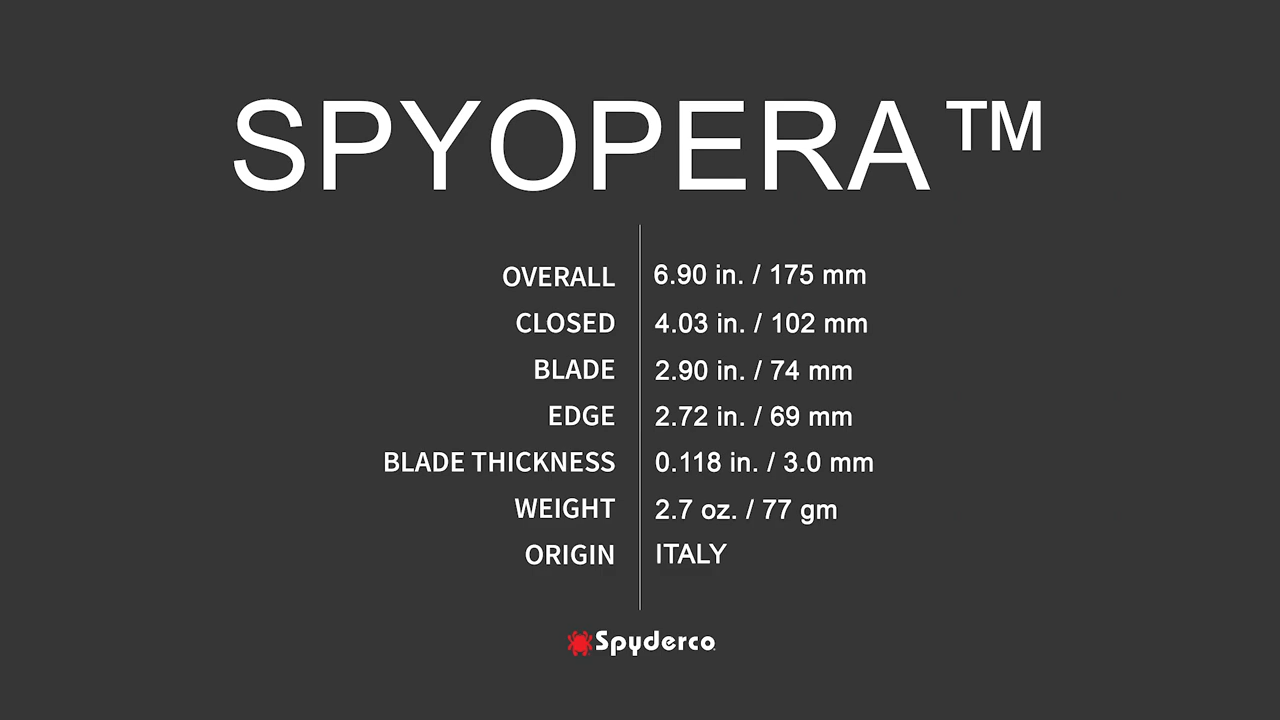 SPYOPERA™
OVERALL 6.90 in. / 175 mm
CLOSED 4.03 in. / 102 mm
BLADE 2.90 in. / 74 mm
EDGE 2.72 in. / 69 mm
BLADE THICKNESS 0.118 in. / 3.0 mm
WEIGHT 2.7 oz. / 77 gm
ORIGIN ITALY
Spyderco